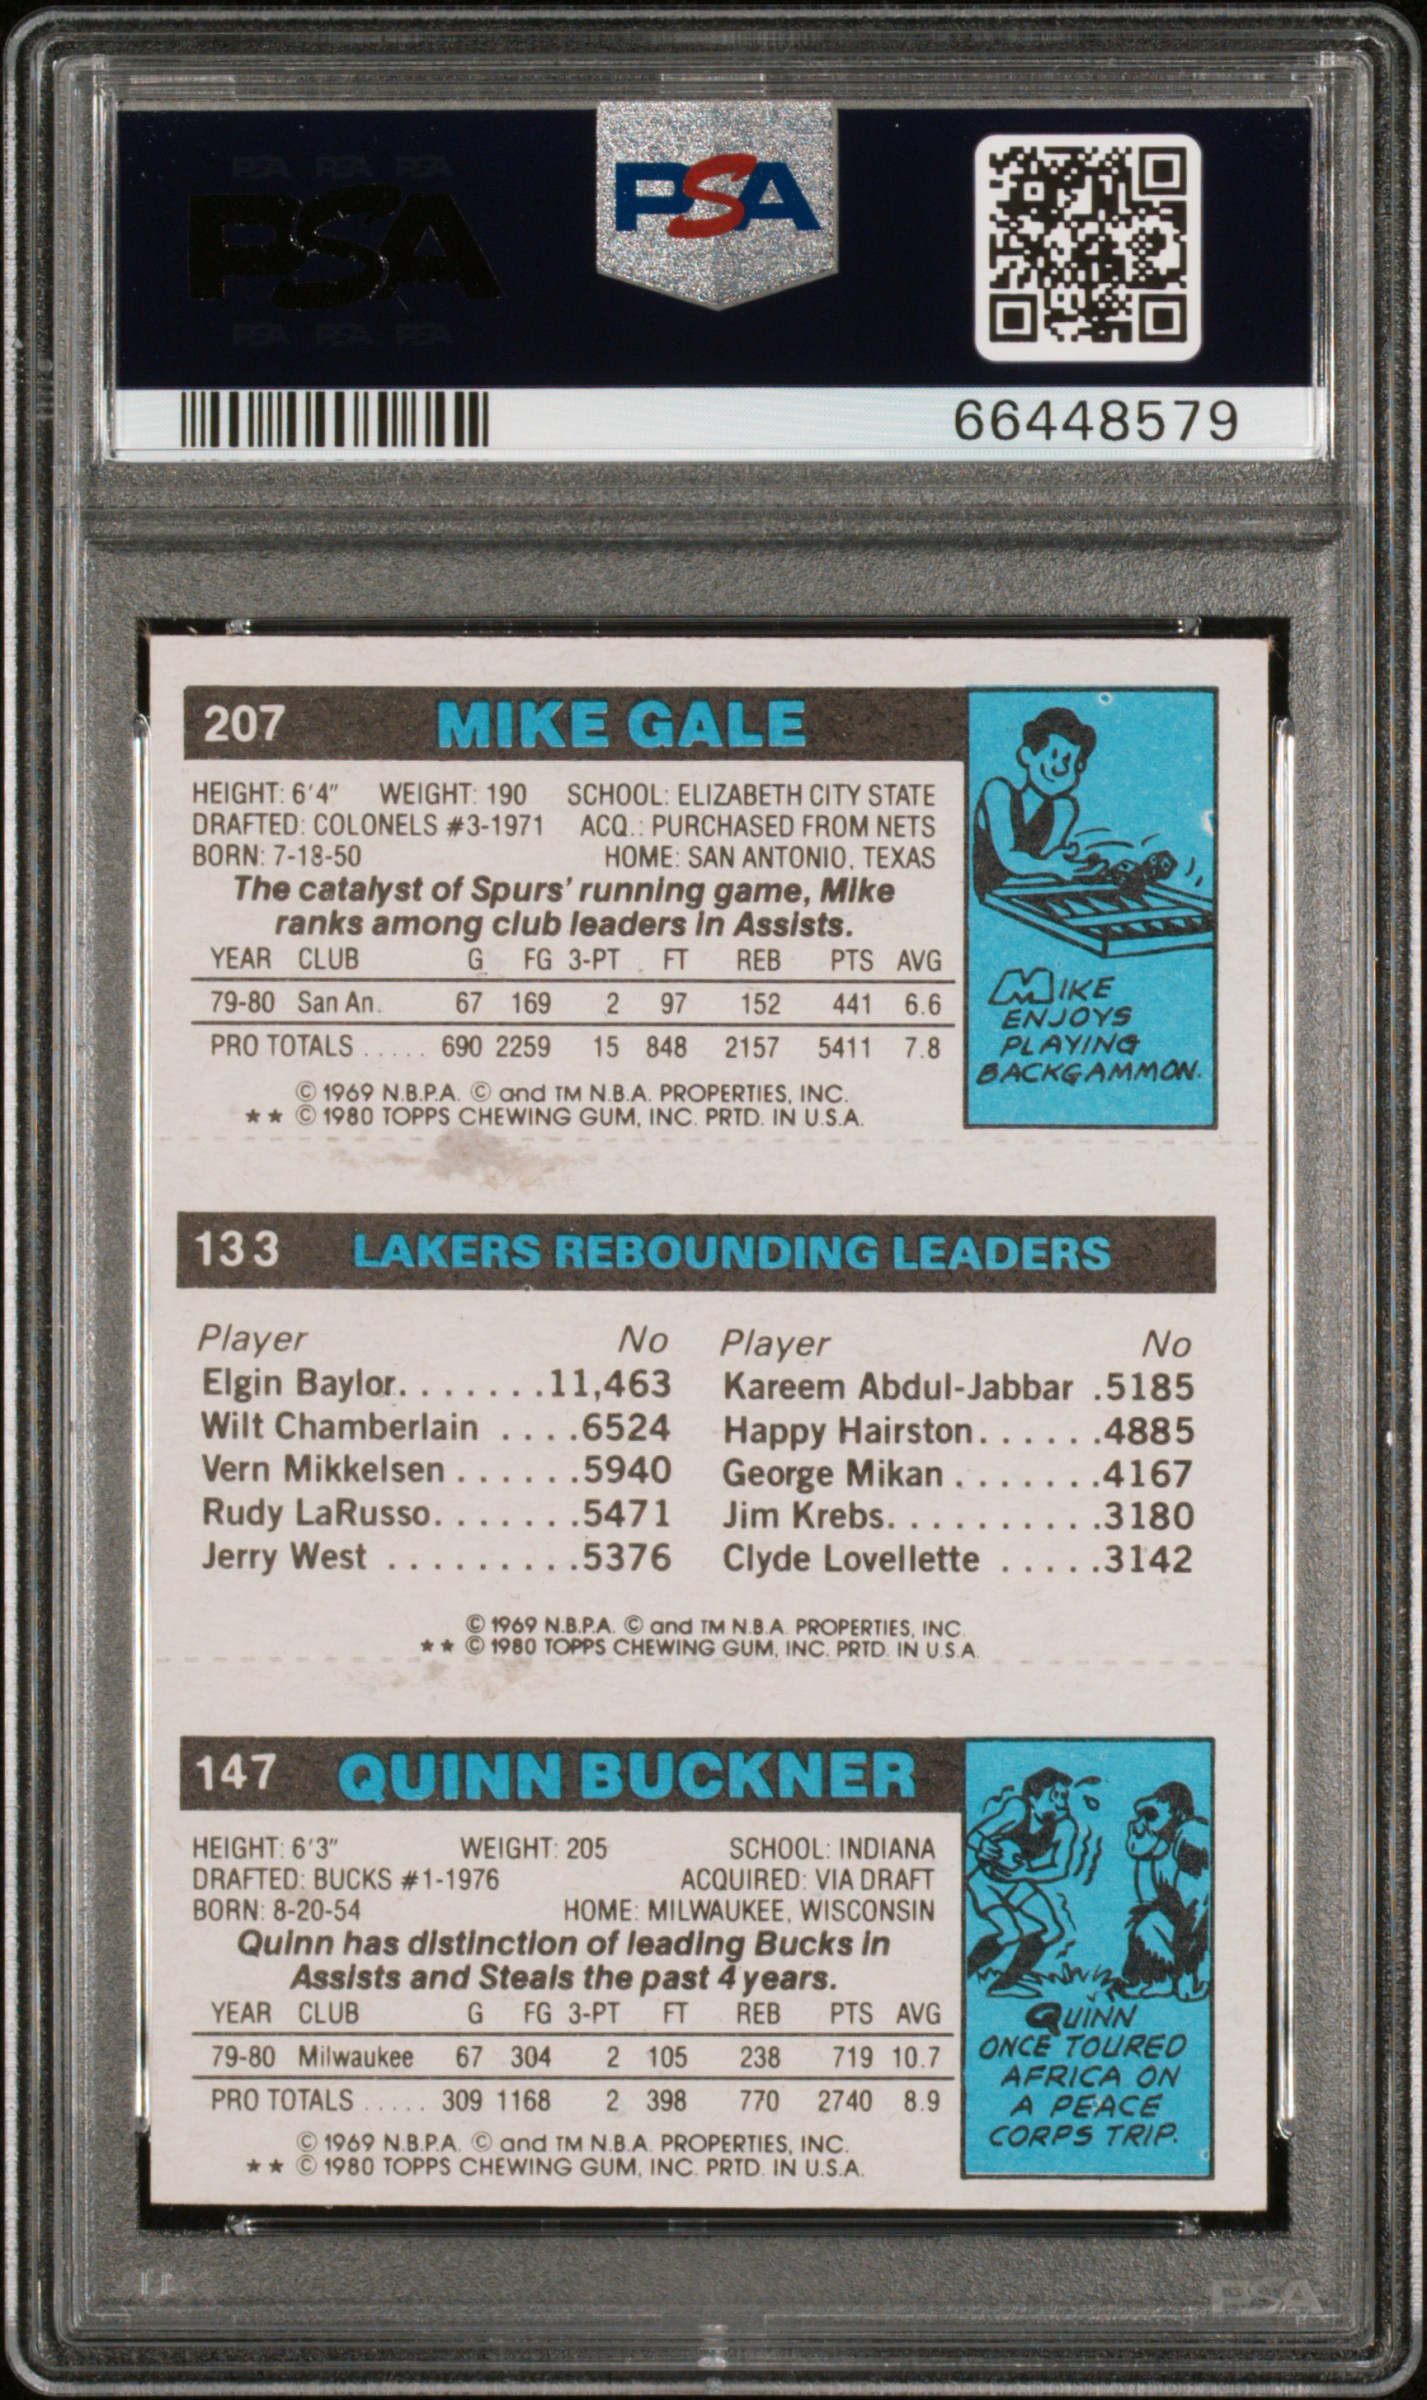 PSA PSA PSA
PSA
PSA PSA PSA
PSA
66448579
207 MIKE GALE
HEIGHT: 6'4" WEIGHT: 190 SCHOOL: ELIZABETH CITY STATE
DRAFTED: COLONELS #3-1971 ACQ.: PURCHASED FROM NETS
BORN: 7-18-50 HOME: SAN ANTONIO, TEXAS
The catalyst of Spurs' running game, Mike
ranks among club leaders in Assists.
YEAR CLUB G FG 3-PT FT REB PTS AVG
79-80 San An. 67 169 2 97 152 441 6.6
PRO TOTALS ..... 690 2259 15 848 2157 5411 7.8
© 1969 N.B.P.A. © and TM N.B.A. PROPERTIES, INC.
★★ © 1980 TOPPS CHEWING GUM, INC. PRTD. IN U.S.A.
MIKE
ENJOYS
PLAYING
BACKGAMMON.
133 LAKERS REBOUNDING LEADERS
Player No Player No
Elgin Baylor. . . . . . . .11,463 Kareem Abdul-Jabbar .5185
Wilt Chamberlain . . . .6524 Happy Hairston. . . . . .4885
Vern Mikkelsen . . . . . .5940 George Mikan . . . . . . .4167
Rudy LaRusso. . . . . . .5471 Jim Krebs. . . . . . . . . .3180
Jerry West . . . . . . . . .5376 Clyde Lovellette . . . . .3142
© 1969 N.B.P.A. © and TM N.B.A. PROPERTIES, INC.
★★ © 1980 TOPPS CHEWING GUM, INC. PRTD. IN U.S.A.
147 QUINN BUCKNER
HEIGHT: 6'3" WEIGHT: 205 SCHOOL: INDIANA
DRAFTED: BUCKS #1-1976 ACQUIRED: VIA DRAFT
BORN: 8-20-54 HOME: MILWAUKEE, WISCONSIN
Quinn has distinction of leading Bucks in
Assists and Steals the past 4 years.
YEAR CLUB G FG 3-PT FT REB PTS AVG
79-80 Milwaukee 67 304 2 105 238 719 10.7
PRO TOTALS ..... 309 1168 2 398 770 2740 8.9
© 1969 N.B.P.A. © and TM N.B.A. PROPERTIES, INC.
★★ © 1980 TOPPS CHEWING GUM, INC. PRTD. IN U.S.A.
QUINN
ONCE TOURED
AFRICA ON
A PEACE
CORPS TRIP.
PSA